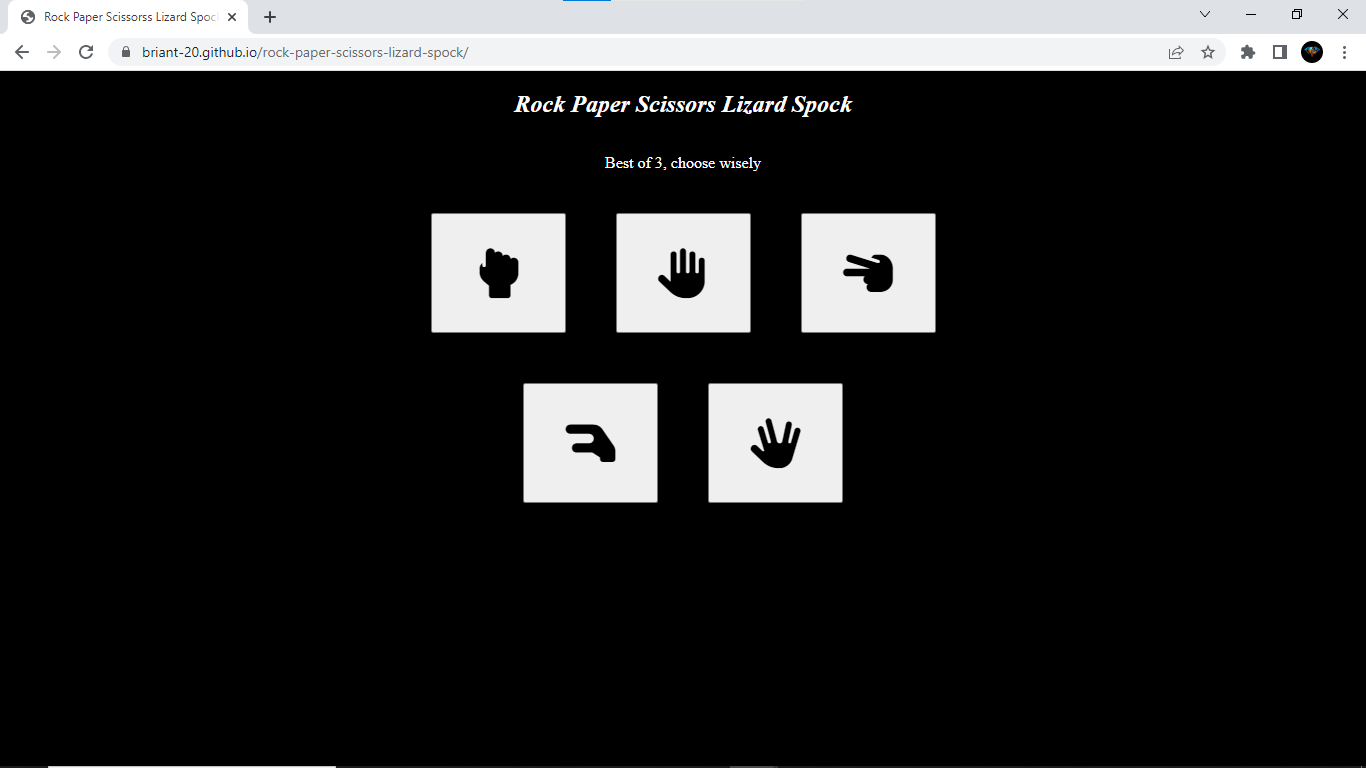 Rock Paper Scissorss Lizard Spoc
briant-20.github.io/rock-paper-scissors-lizard-spock/
Rock Paper Scissors Lizard Spock
Best of 3, choose wisely